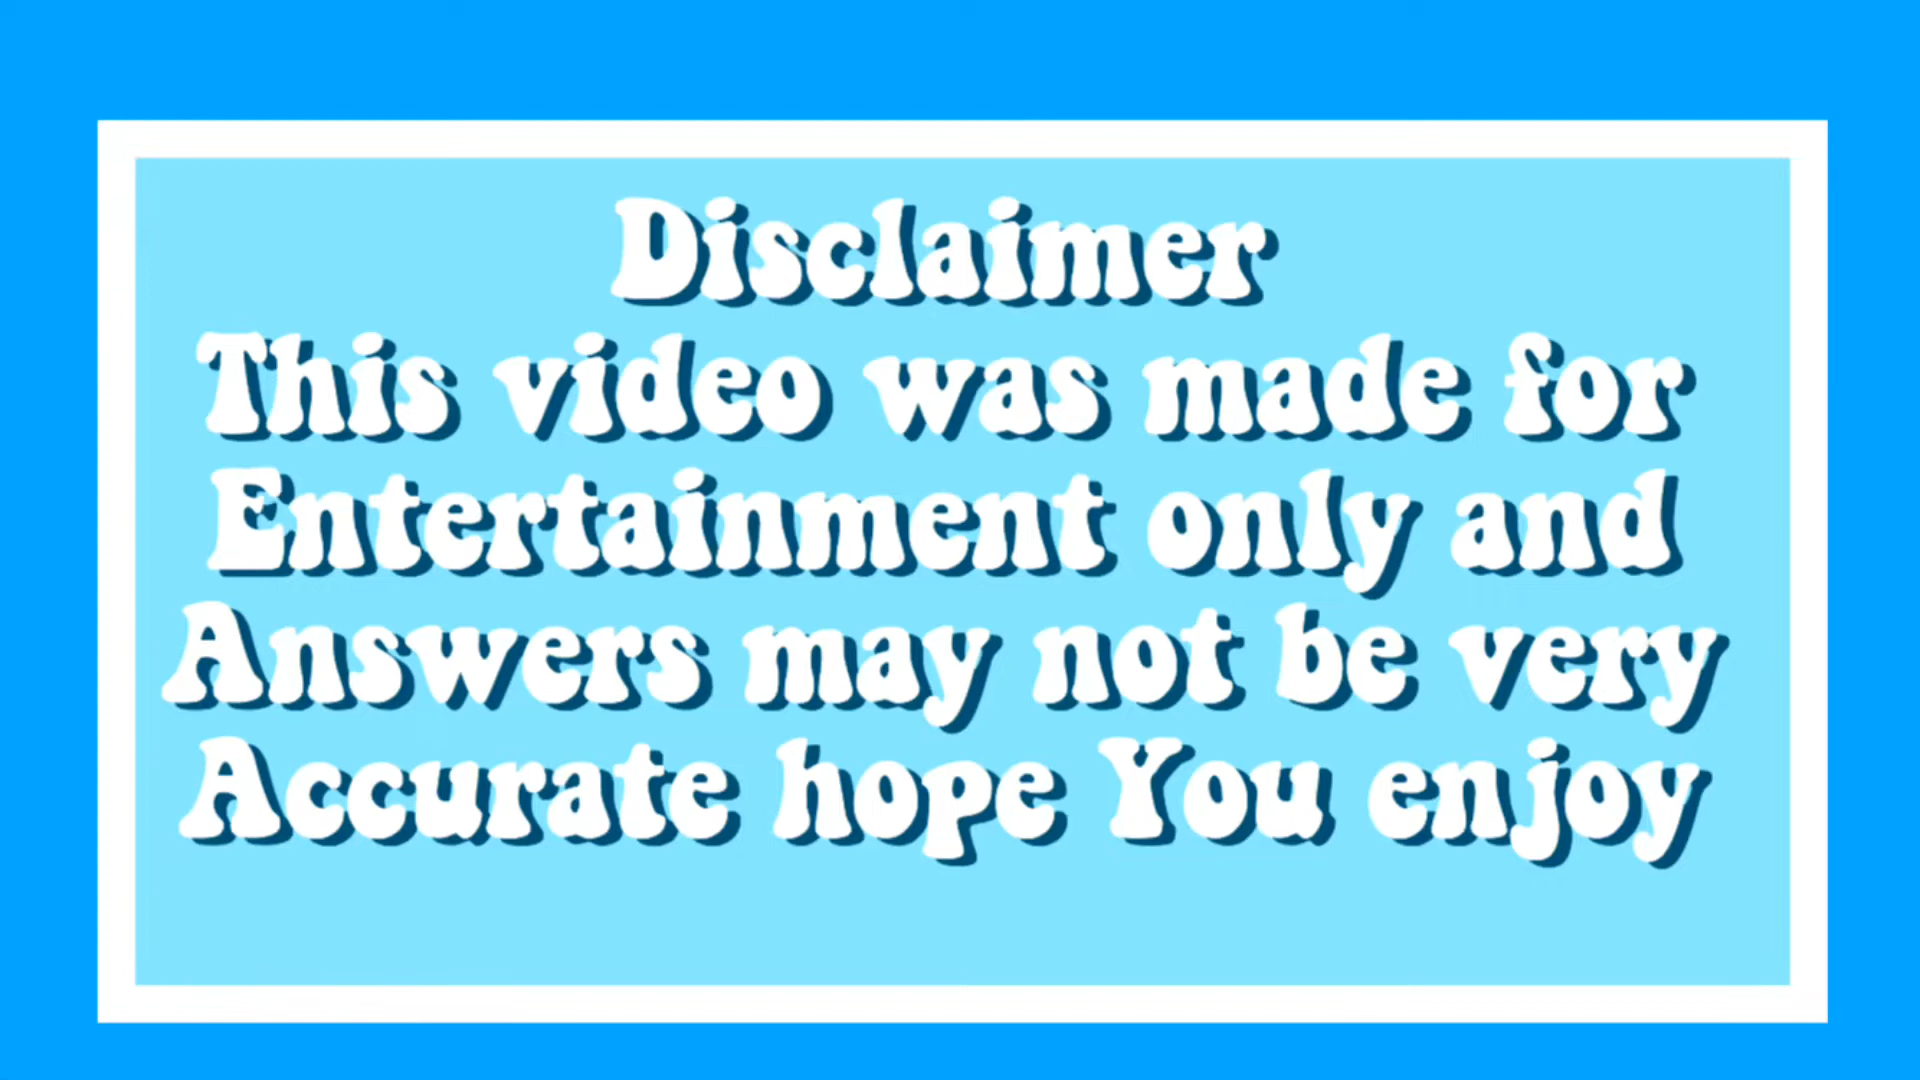 Disclaimer
This video was made for
Entertainment only and
Answers may not be very
Accurate hope You enjoy